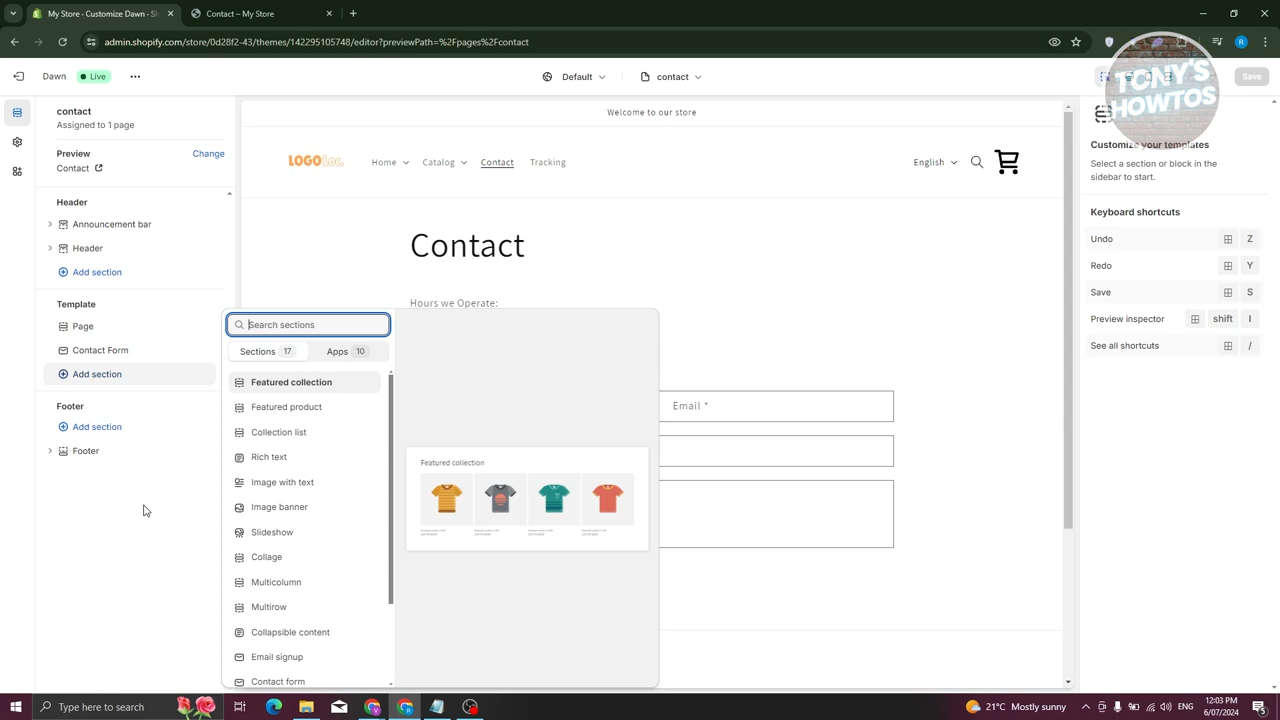 My Store - Customize Dawn · S
Contact – My Store
admin.shopify.com/store/0d28f2-43/themes/142295105748/editor?previewPath=%2Fpages%2Fcontact
R
Dawn
Live
Default
contact
Save
TONY'S
HOWTOS
contact
Assigned to 1 page
Preview
Change
Contact
Header
Announcement bar
Header
Add section
Template
Page
Contact Form
Add section
Footer
Add section
Footer
Welcome to our store
LOGO
Home
Catalog
Contact
Tracking
English
Contact
Hours we Operate:
Email *
Search sections
Sections 17
Apps 10
Featured collection
Featured product
Collection list
Rich text
Image with text
Image banner
Slideshow
Collage
Multicolumn
Multirow
Collapsible content
Email signup
Contact form
Featured collection
Customize your templates
Select a section or block in the
sidebar to start.
Keyboard shortcuts
Undo Z
Redo Y
Save S
Preview inspector shift I
See all shortcuts /
Type here to search
21°C Mostly sunny
12:03 PM
6/07/2024